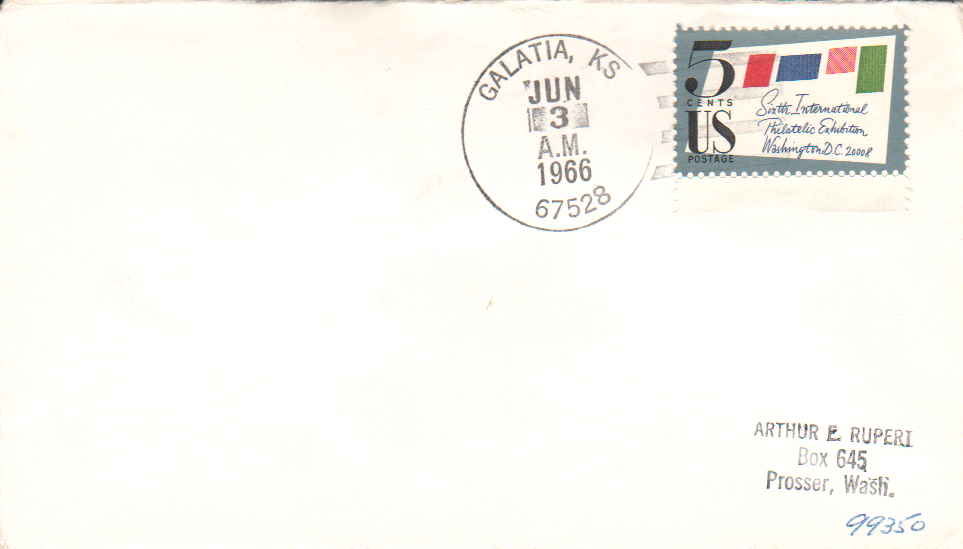 GALATIA, KS
JUN
3
A.M.
1966
67528
5
CENTS
US
POSTAGE
Sixth International
Philatelic Exhibition
Washington D.C. 20008
ARTHUR E. RUPERT
Box 645
Prosser, Wash.
99350